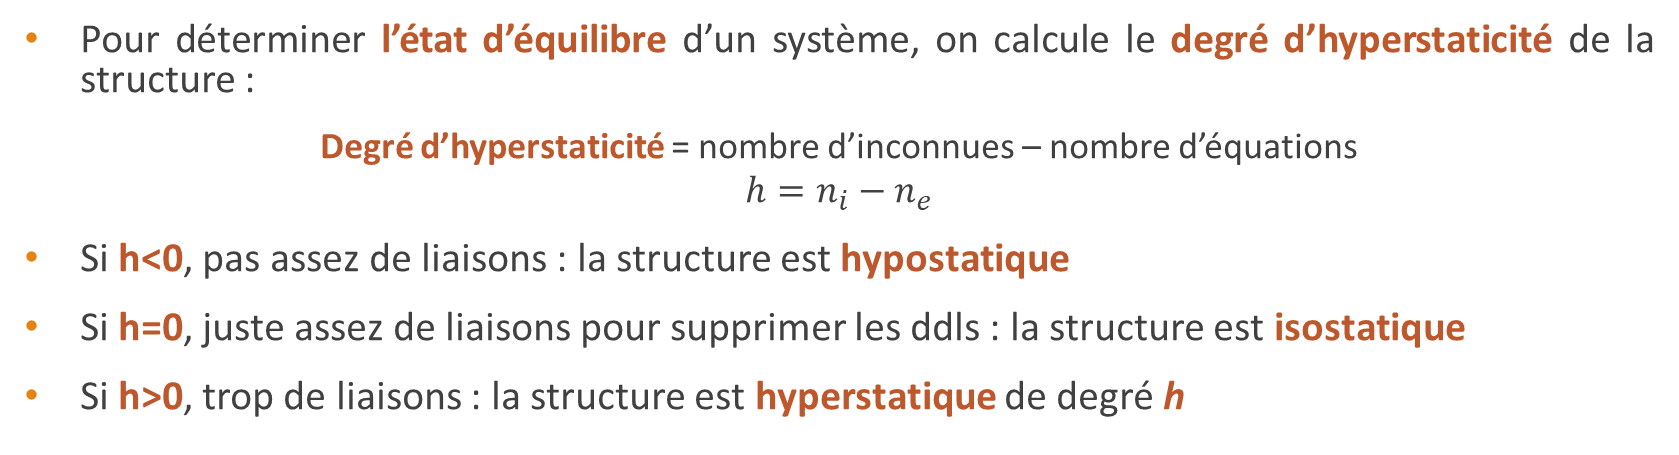 • Pour déterminer l’état d’équilibre d’un système, on calcule le degré d’hyperstaticité de la
structure :
Degré d’hyperstaticité = nombre d’inconnues – nombre d’équations
h = nᵢ − nₑ
• Si h<0, pas assez de liaisons : la structure est hypostatique
• Si h=0, juste assez de liaisons pour supprimer les ddls : la structure est isostatique
• Si h>0, trop de liaisons : la structure est hyperstatique de degré h